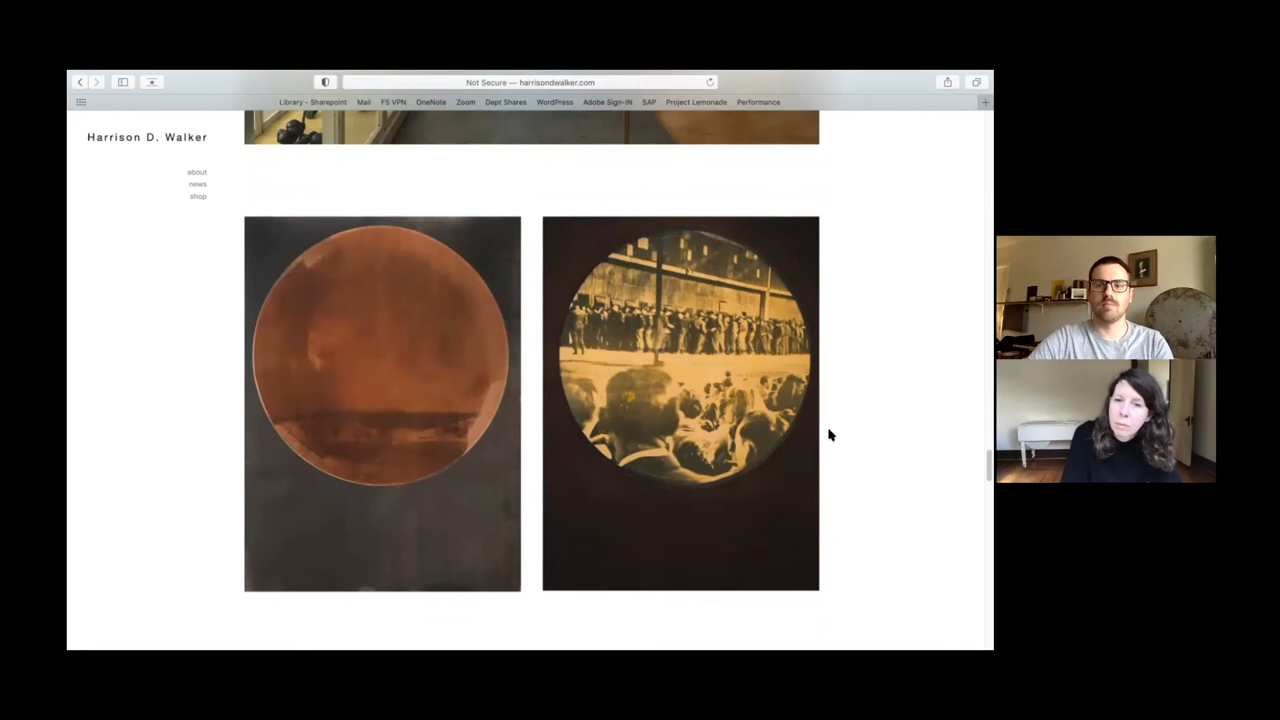 Not Secure — harrisondwalker.com
Library - Sharepoint Mail F5 VPN OneNote Zoom Dept Shares WordPress Adobe Sign-IN SAP Project Lemonade Performance
Harrison D. Walker
about
news
shop